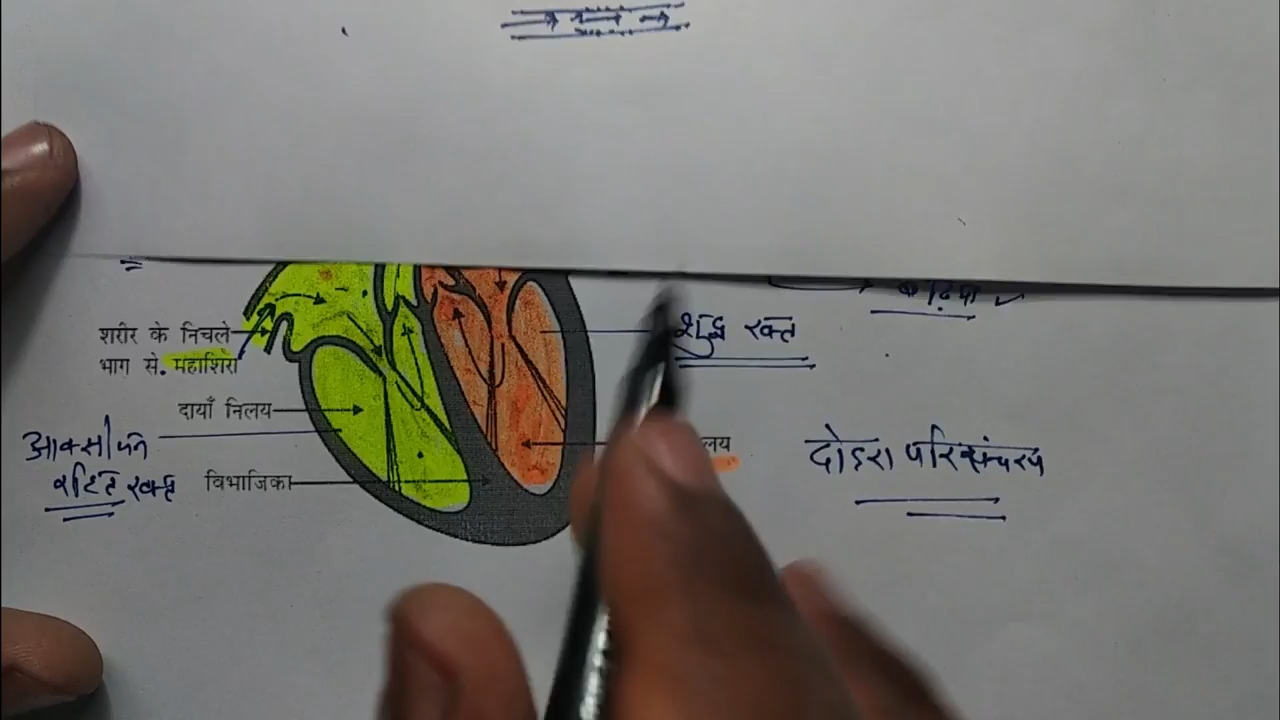 शरीर के निचले
भाग से. महाशिरा
शुद्ध रक्त
दायाँ निलय
आक्सीजन
रहित रक्त
विभाजिका
लय
दोहरा परिसंचरण